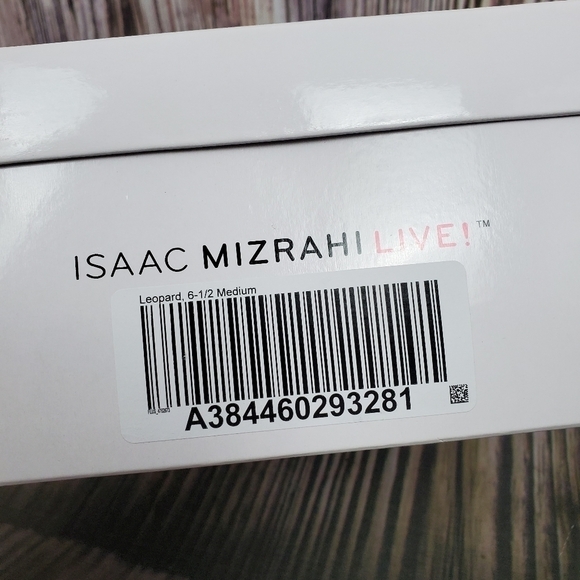 ISAAC MIZRAHI LIVE!™
Leopard, 6-1/2 Medium
A384460293281